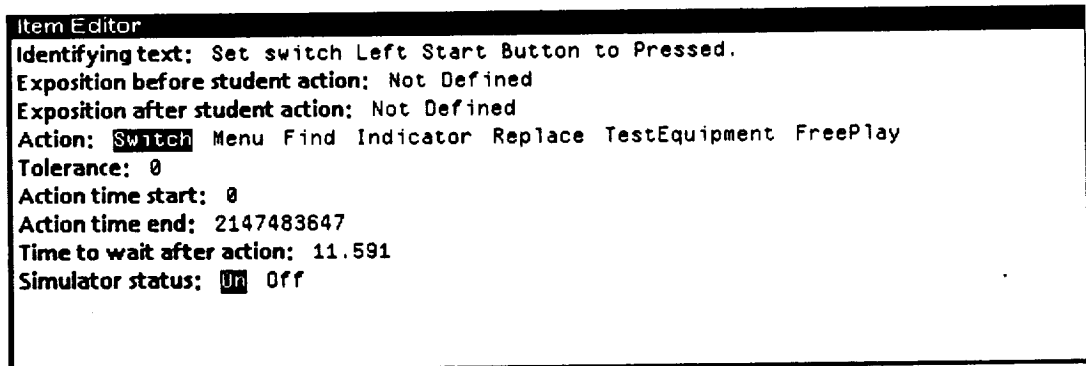 Item Editor
Identifying text: Set switch Left Start Button to Pressed.
Exposition before student action: Not Defined
Exposition after student action: Not Defined
Action: Switch Menu Find Indicator Replace TestEquipment FreePlay
Tolerance: 0
Action time start: 0
Action time end: 2147483647
Time to wait after action: 11.591
Simulator status: On Off